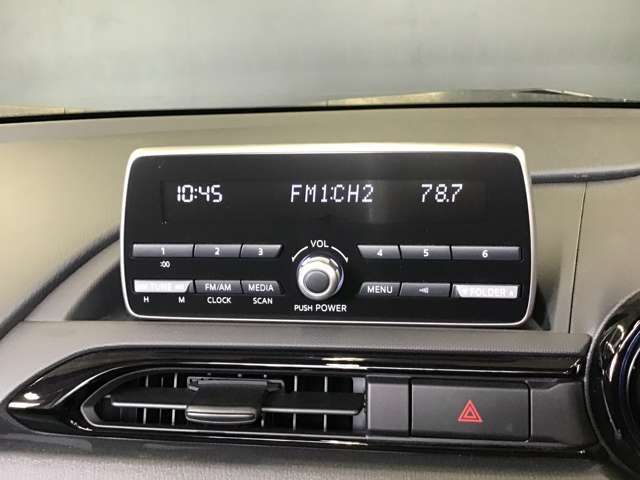 10:45 FM1:CH2 78.7
VOL
1 2 3 4 5 6
:00
TUNE FM/AM MEDIA MENU FOLDER
H M CLOCK SCAN PUSH POWER